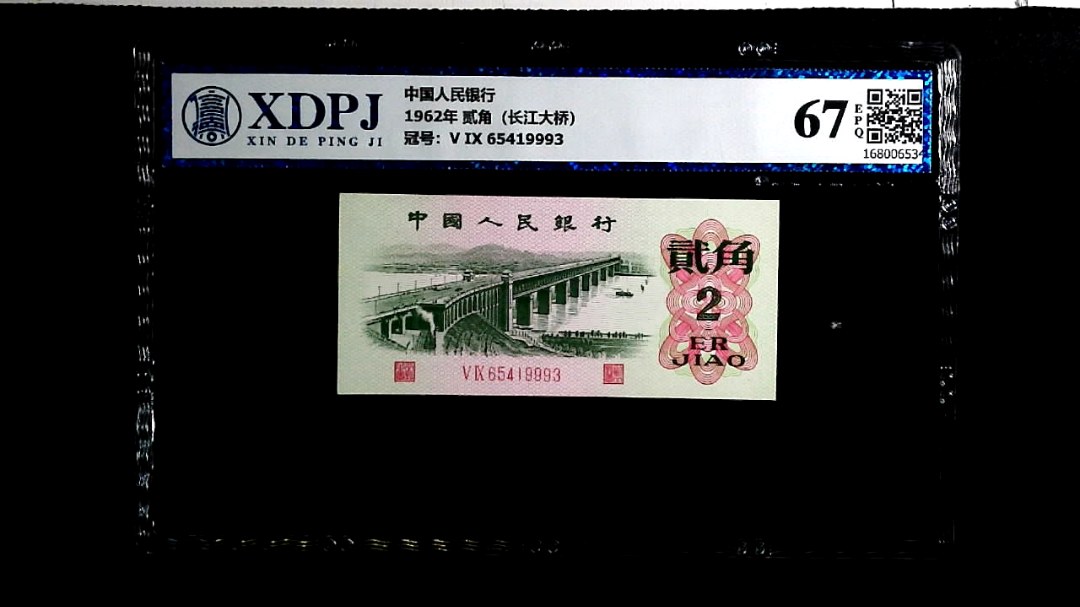 XDPJ
XIN DE PING JI
中国人民银行
1962年 贰角（长江大桥）
冠号：V IX 65419993
67
EPQ
168006534
中國人民銀行
貳角
2
ER
JIAO
V IX 65419993